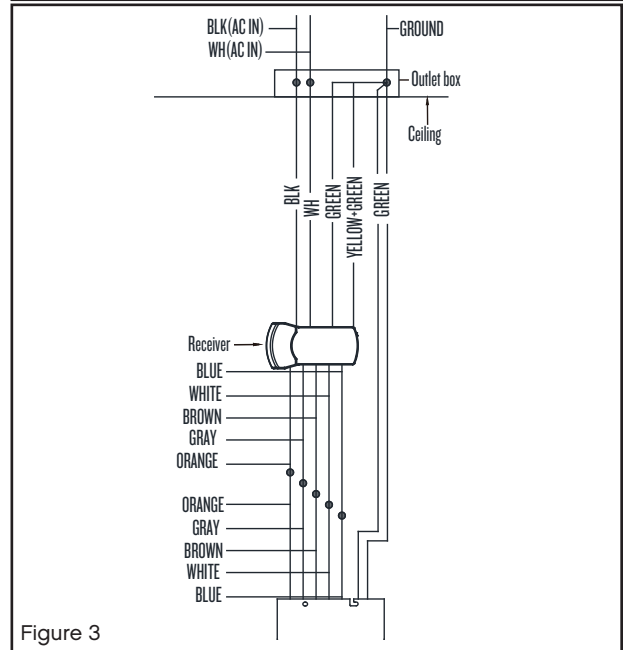 BLK(AC IN)
WH(AC IN)
GROUND
Outlet box
Ceiling
BLK
WH
GREEN
YELLOW+GREEN
GREEN
Receiver
BLUE
WHITE
BROWN
GRAY
ORANGE
ORANGE
GRAY
BROWN
WHITE
BLUE
Figure 3